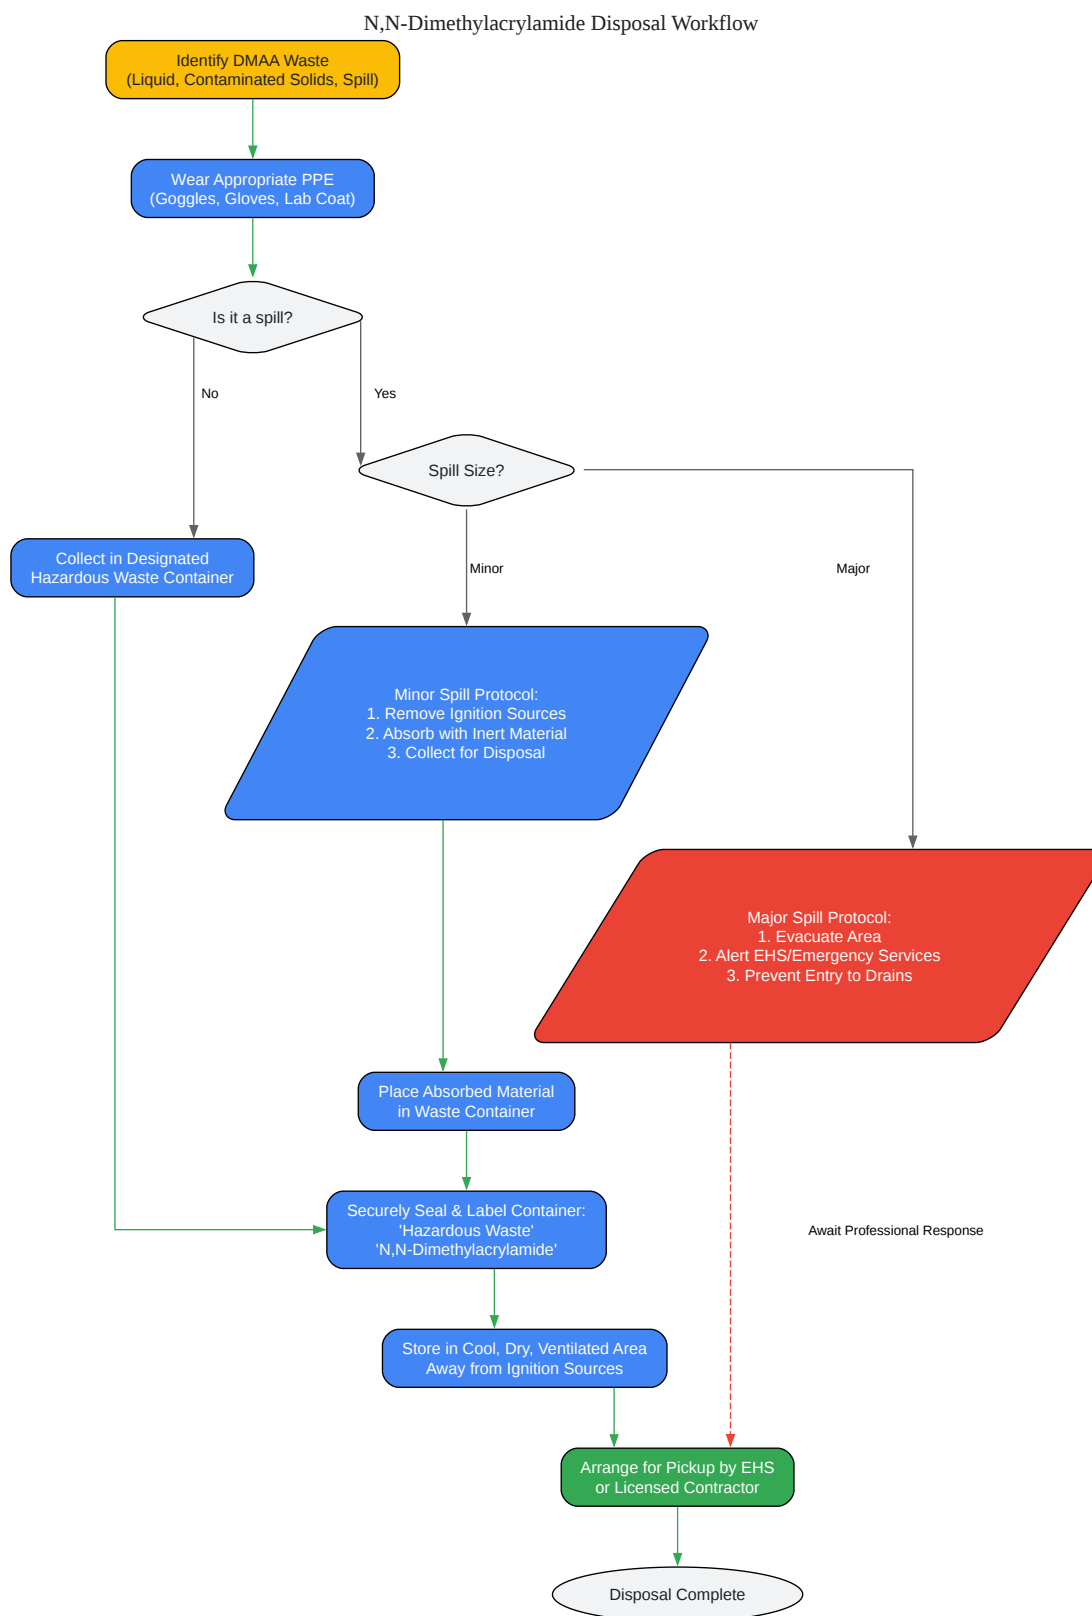 N,N-Dimethylacrylamide Disposal Workflow
Identify DMAA Waste
(Liquid, Contaminated Solids, Spill)
Wear Appropriate PPE
(Goggles, Gloves, Lab Coat)
Is it a spill?
No
Yes
Spill Size?
Collect in Designated
Hazardous Waste Container
Minor
Major
Minor Spill Protocol:
1. Remove Ignition Sources
2. Absorb with Inert Material
3. Collect for Disposal
Major Spill Protocol:
1. Evacuate Area
2. Alert EHS/Emergency Services
3. Prevent Entry to Drains
Place Absorbed Material
in Waste Container
Securely Seal & Label Container:
'Hazardous Waste'
'N,N-Dimethylacrylamide'
Await Professional Response
Store in Cool, Dry, Ventilated Area
Away from Ignition Sources
Arrange for Pickup by EHS
or Licensed Contractor
Disposal Complete